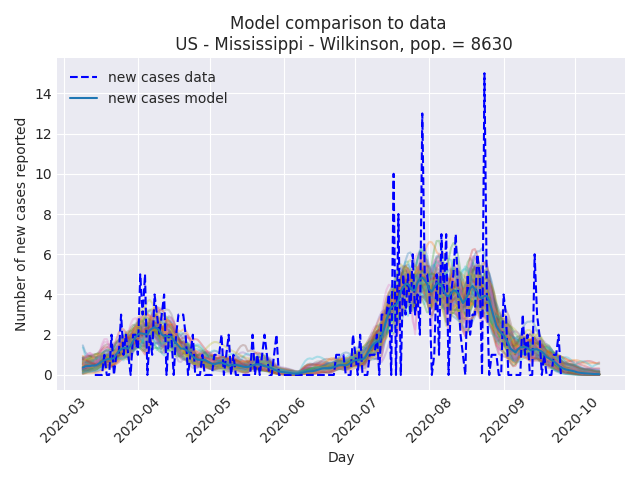 Model comparison to data
US - Mississippi - Wilkinson, pop. = 8630
new cases data
new cases model
Number of new cases reported
14
12
10
8
6
4
2
0
2020-03
2020-04
2020-05
2020-06
2020-07
2020-08
2020-09
2020-10
Day